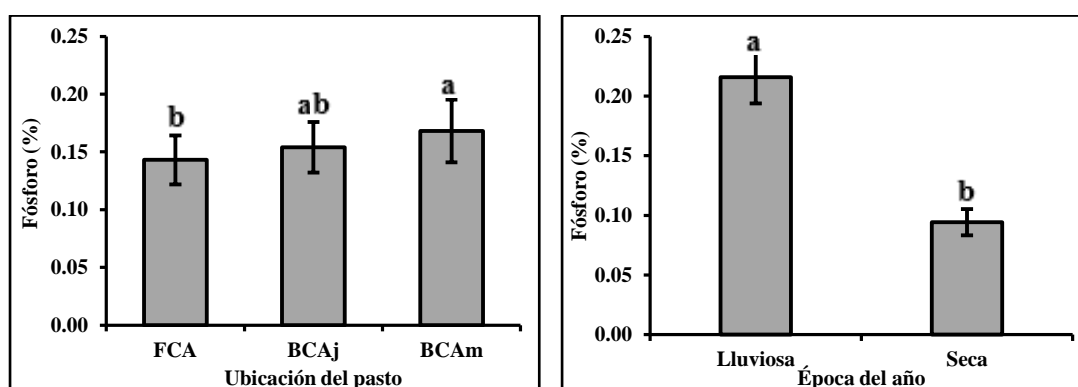 0.25
0.20
0.15
0.10
0.05
0.00
Fósforo (%)
b
ab
a
FCA BCAj BCAm
Ubicación del pasto
0.25
0.20
0.15
0.10
0.05
0.00
Fósforo (%)
a
b
Lluviosa Seca
Época del año